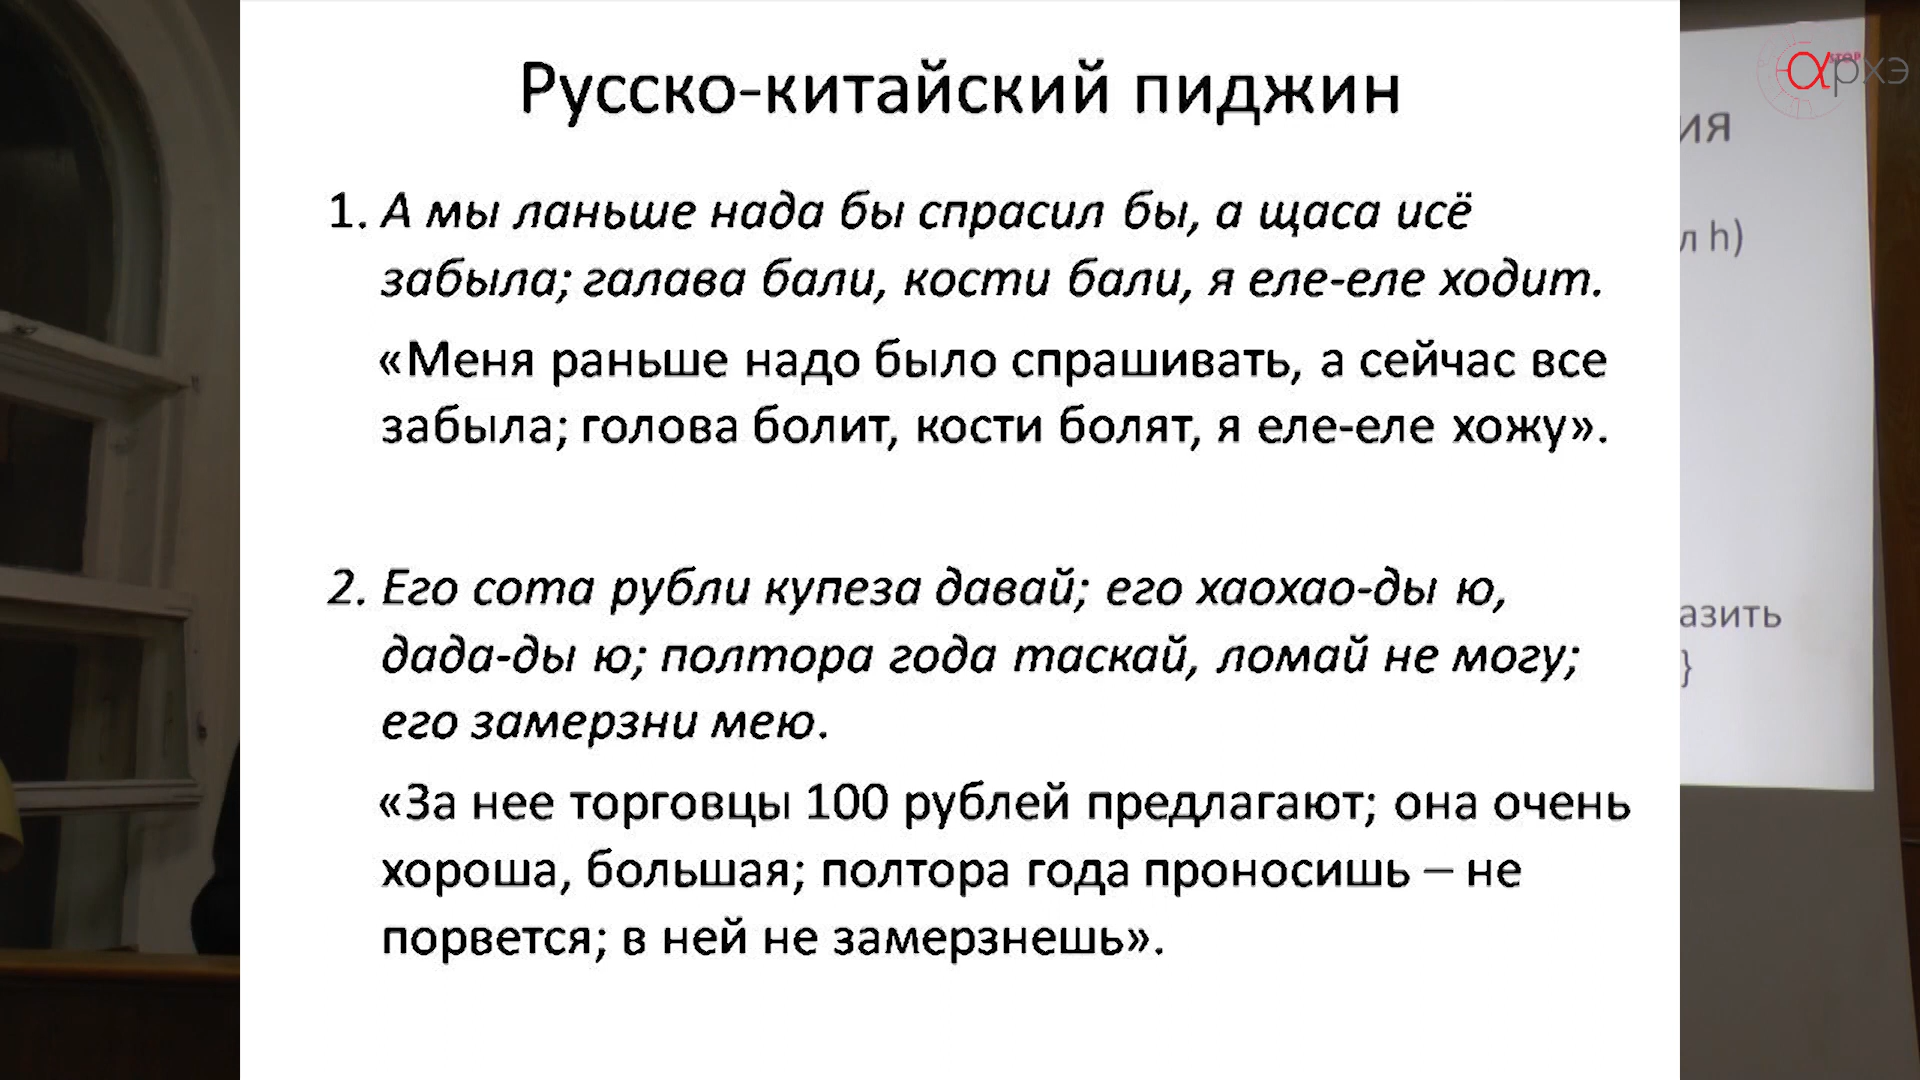 Русско-китайский пиджин
1. А мы ланьше нада бы спрасил бы, а щаса исё
забыла; галава бали, кости бали, я еле-еле ходит.
«Меня раньше надо было спрашивать, а сейчас все
забыла; голова болит, кости болят, я еле-еле хожу».
2. Его сота рубли купеза давай; его хаохао-ды ю,
дада-ды ю; полтора года таскай, ломай не могу;
его замерзни мею.
«За нее торговцы 100 рублей предлагают; она очень
хороша, большая; полтора года проносишь – не
порвется; в ней не замерзнешь».
αрхэ
ия
л h)
азить
}